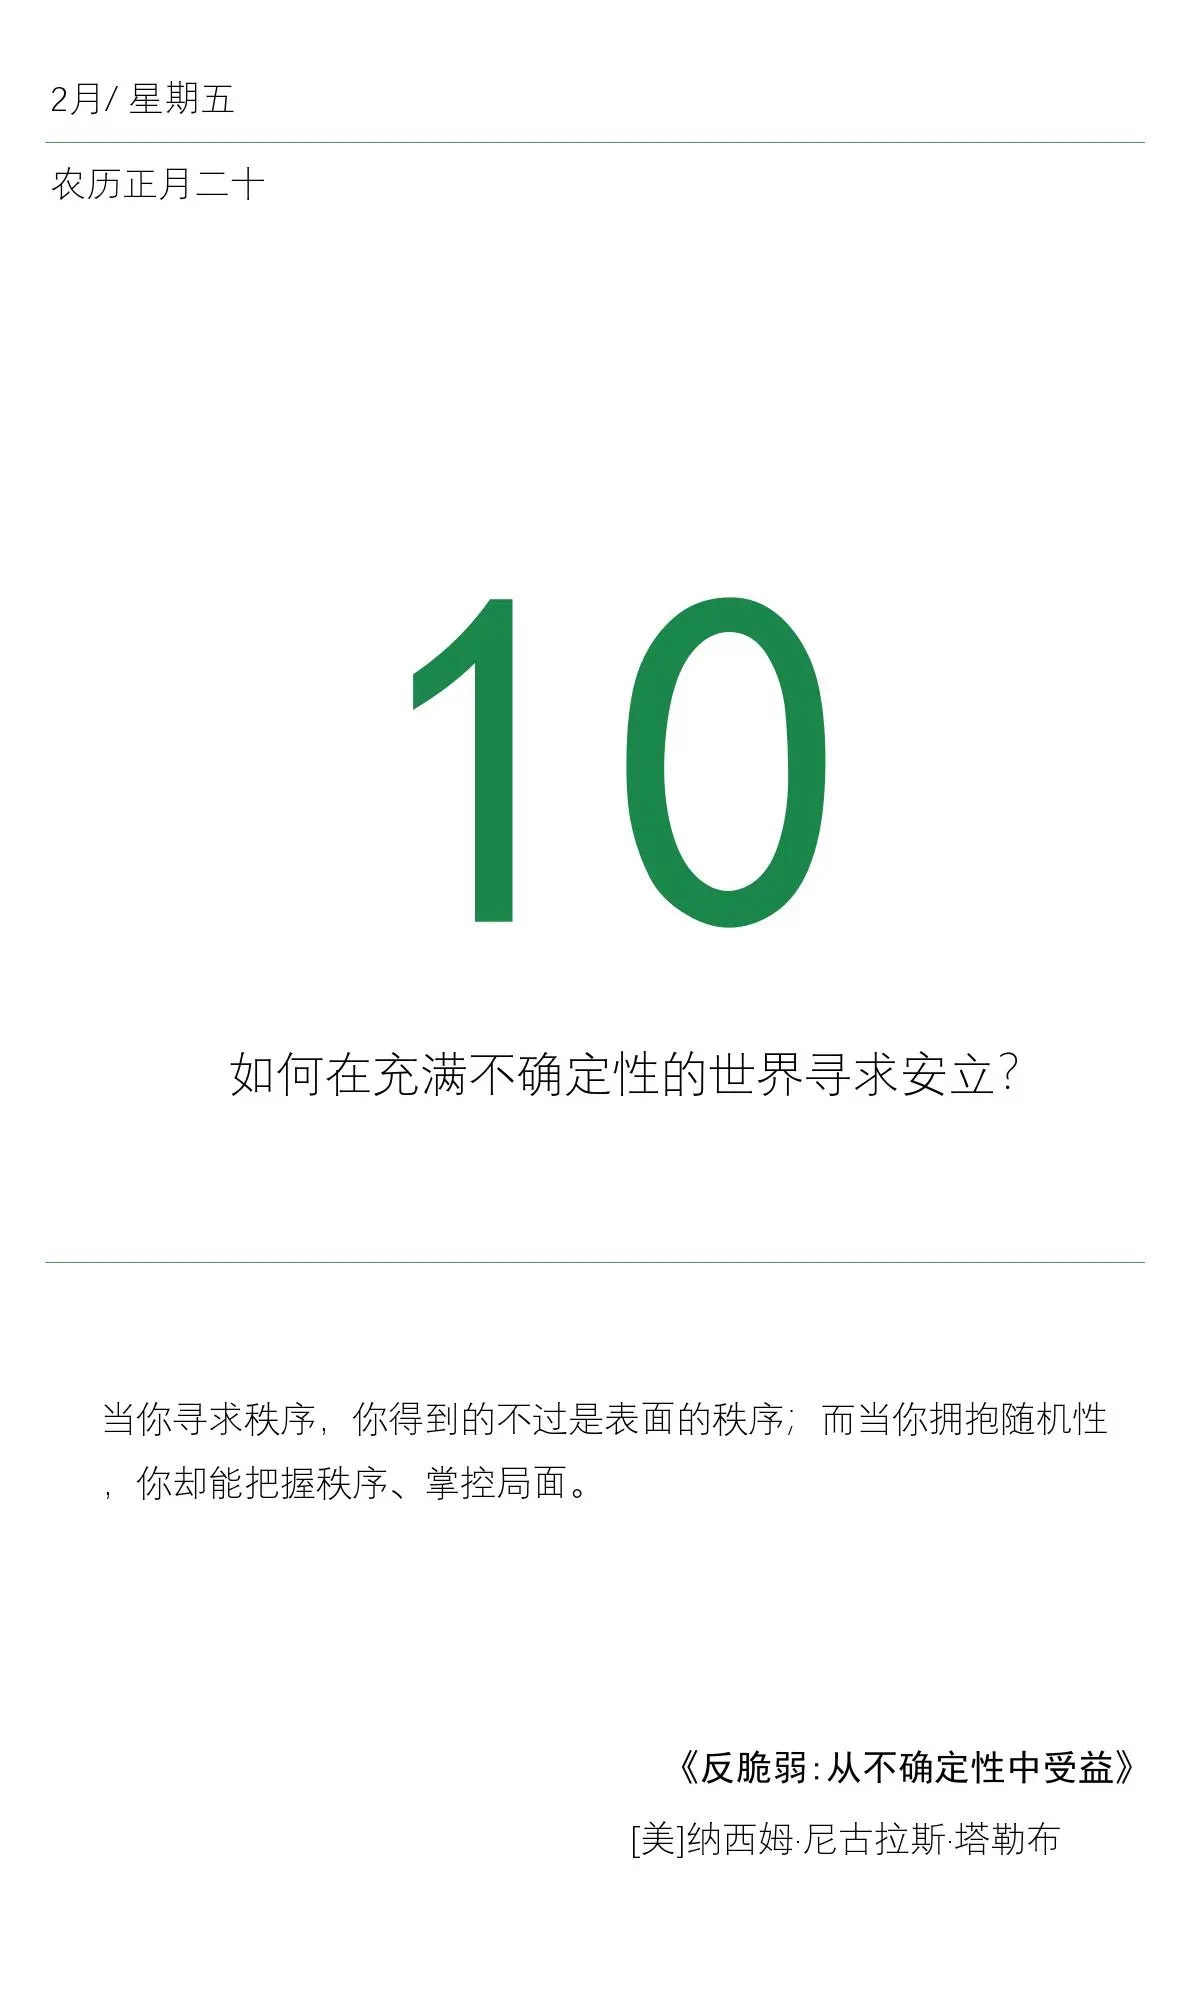 2月/ 星期五
农历正月二十
10
如何在充满不确定性的世界寻求安立？
当你寻求秩序，你得到的不过是表面的秩序；而当你拥抱随机性
，你却能把握秩序、掌控局面。
《反脆弱：从不确定性中受益》
[美]纳西姆·尼古拉斯·塔勒布